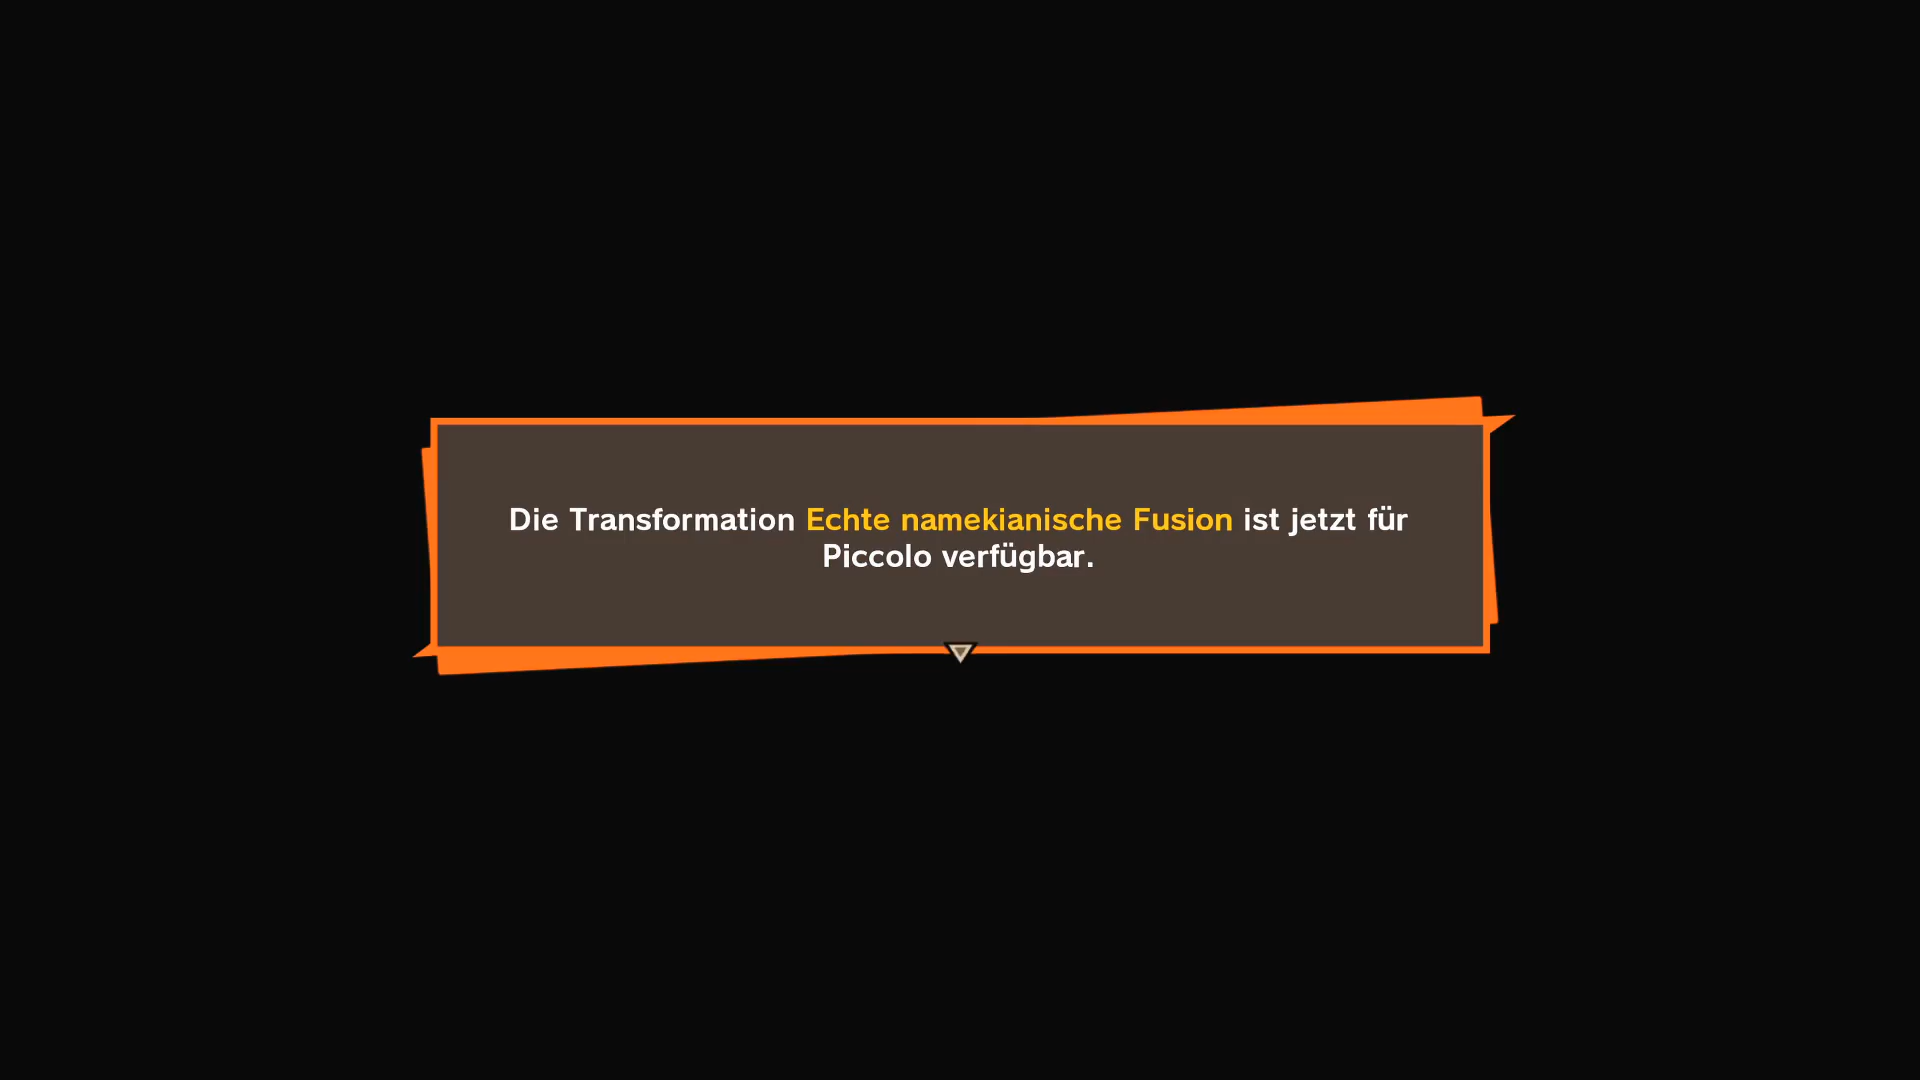 Die Transformation Echte namekianische Fusion ist jetzt für
Piccolo verfügbar.